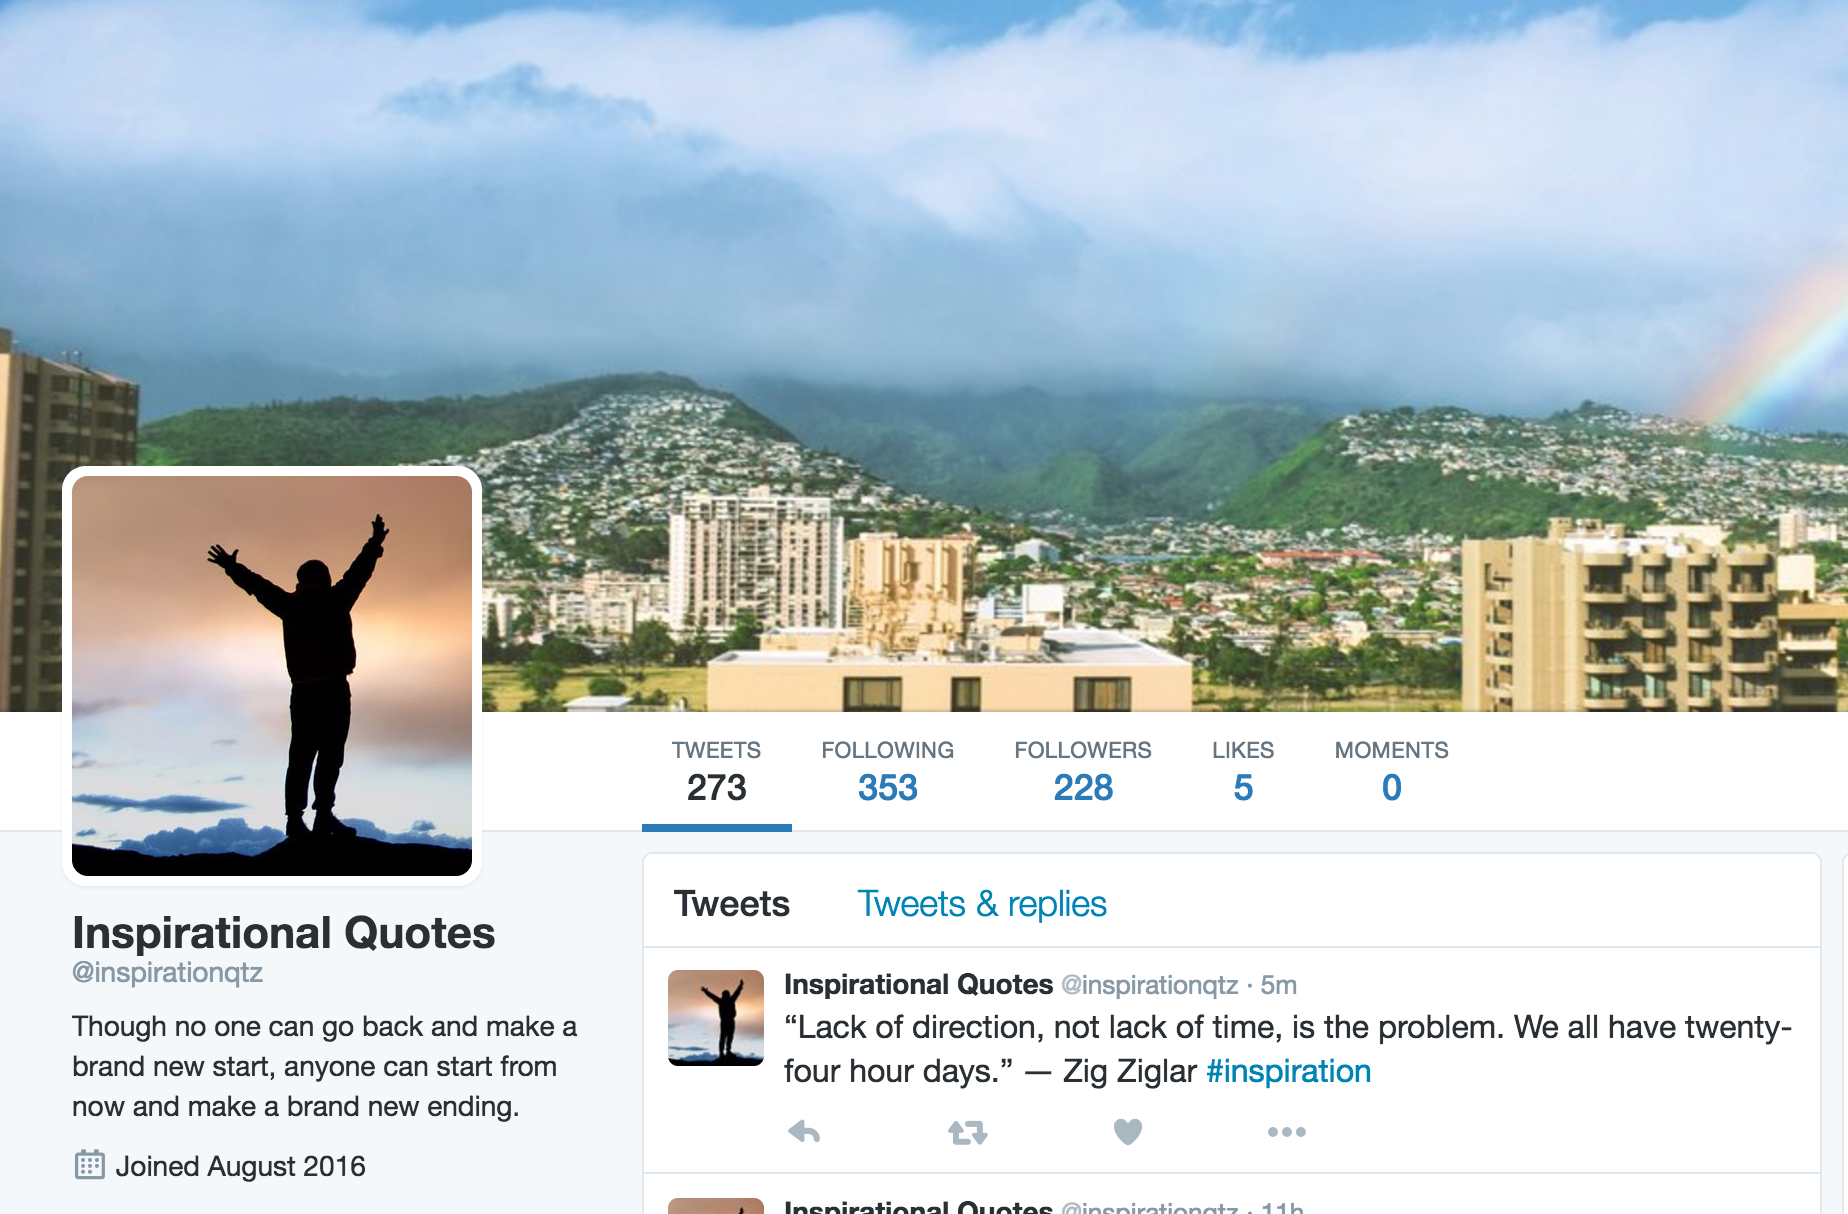 TWEETS FOLLOWING FOLLOWERS LIKES MOMENTS
273 353 228 5 0
Inspirational Quotes
@inspirationqtz
Though no one can go back and make a
brand new start, anyone can start from
now and make a brand new ending.
Joined August 2016
Tweets Tweets & replies
Inspirational Quotes @inspirationqtz · 5m
“Lack of direction, not lack of time, is the problem. We all have twenty-
four hour days.” — Zig Ziglar #inspiration
Inspirational Quotes @inspirationqtz · 11h